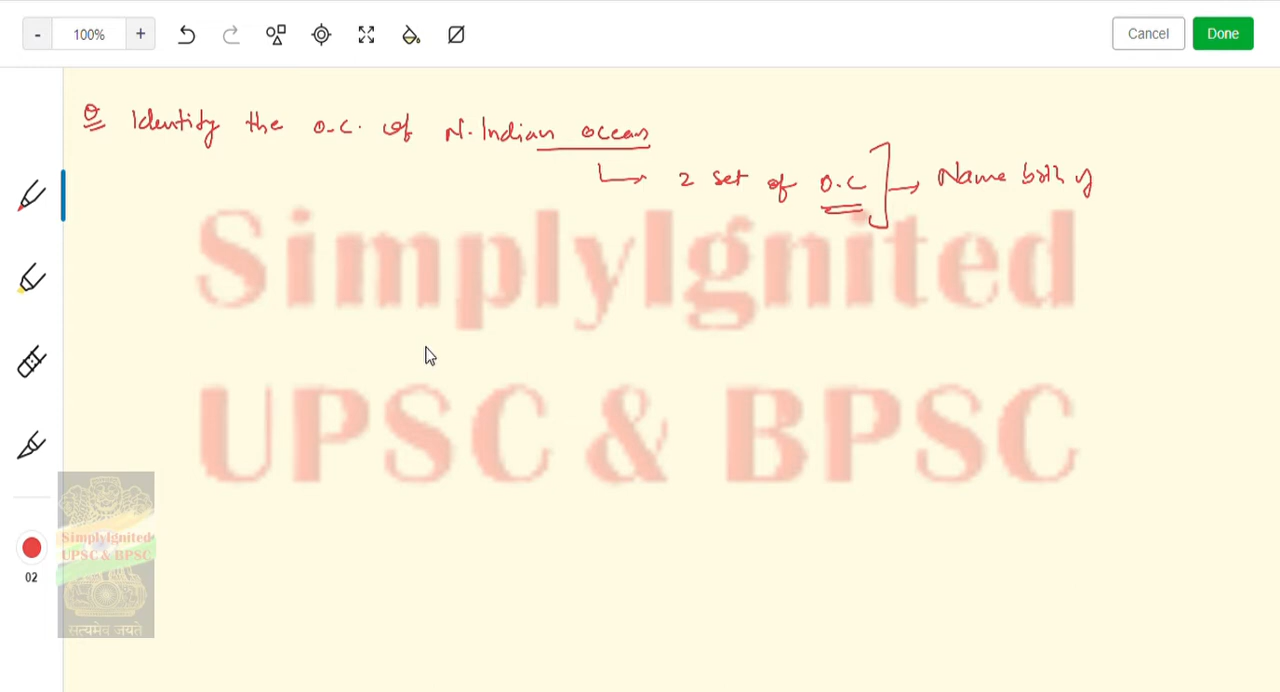 - 100% +
Cancel Done
Q Identify the O.C. of N. Indian ocean
↳ 2 set of O.C ] → Name both of
SimplyIgnited
UPSC & BPSC
SimplyIgnited
UPSC & BPSC
सत्यमेव जयते
02